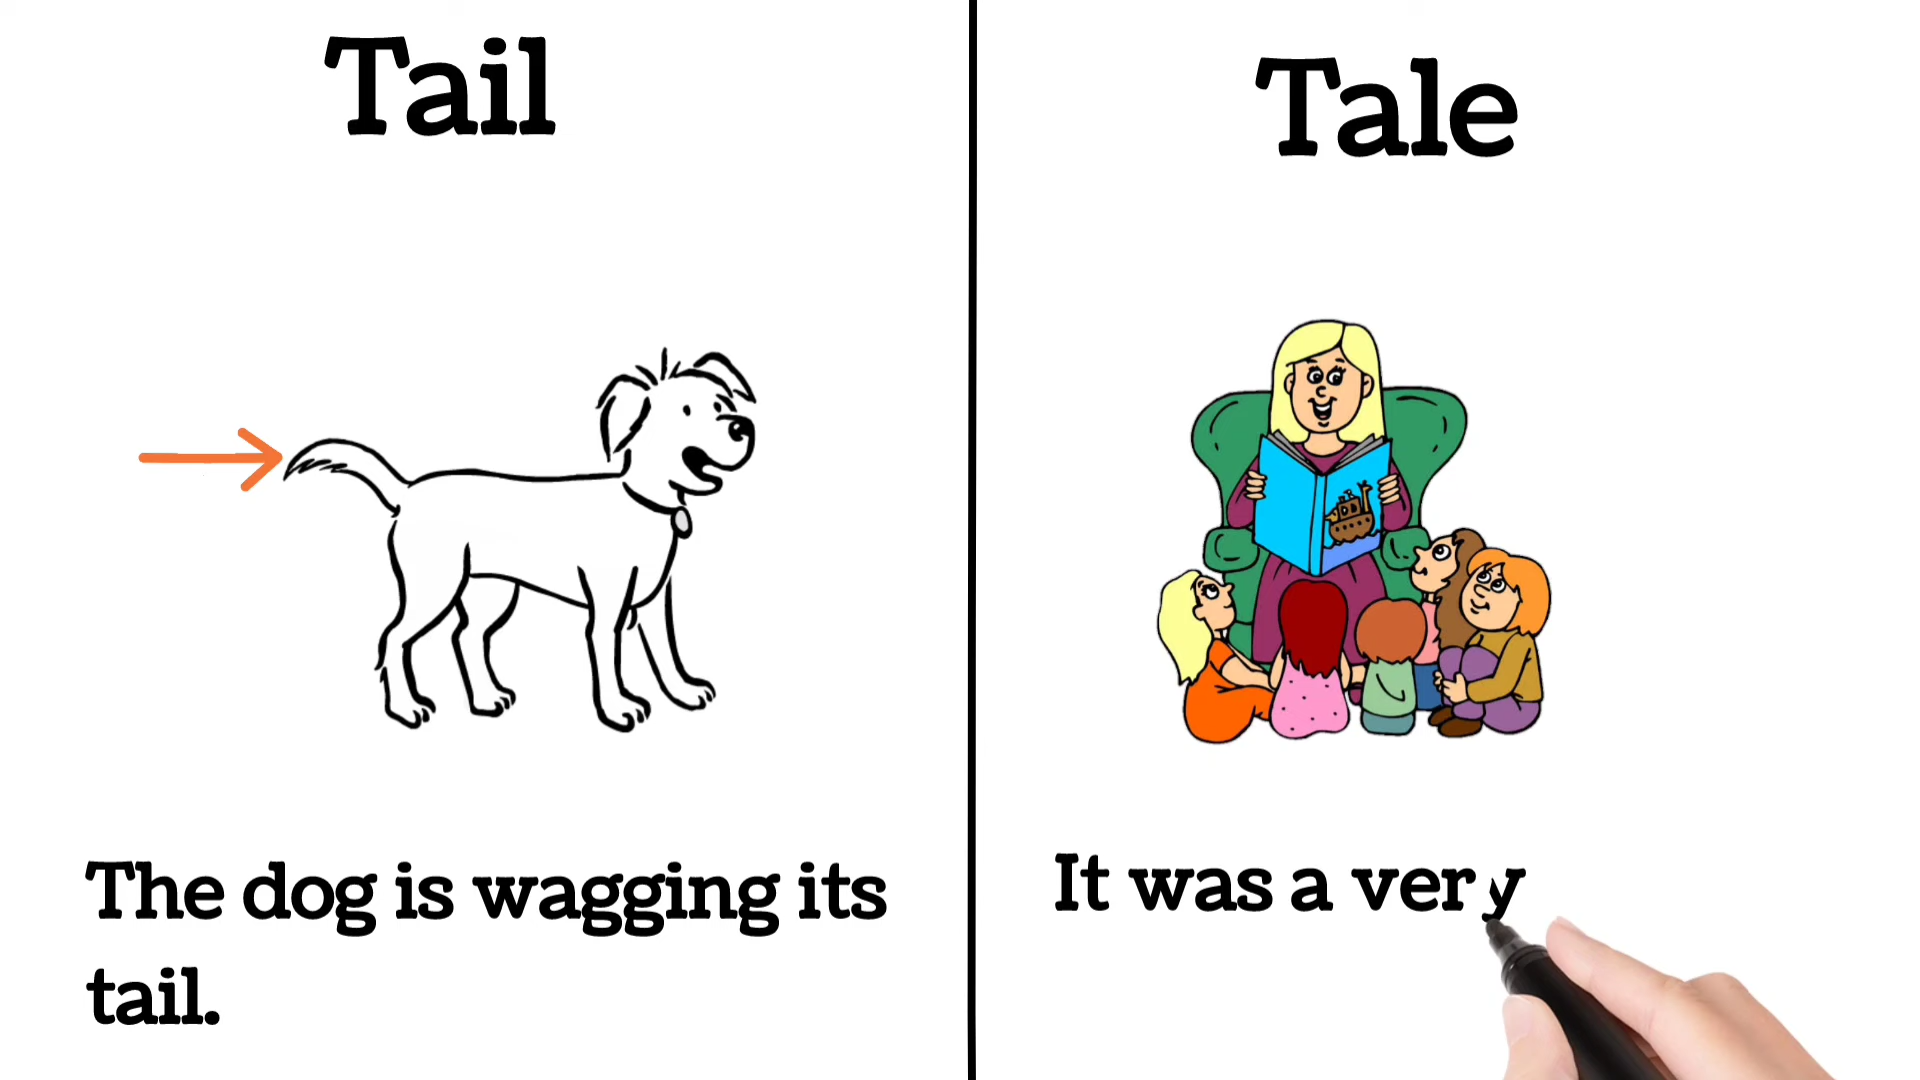 Tail
The dog is wagging its
tail.
Tale
It was a very